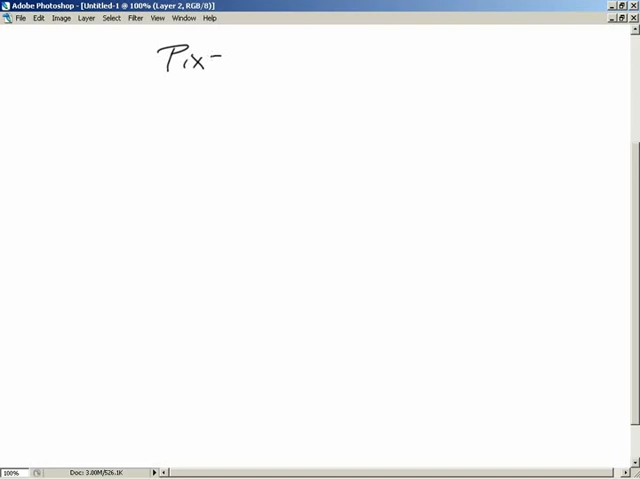 Adobe Photoshop - [Untitled-1 @ 100% (Layer 2, RGB/8)]
File Edit Image Layer Select Filter View Window Help
Pix-
100% Doc: 3.00M/526.1K